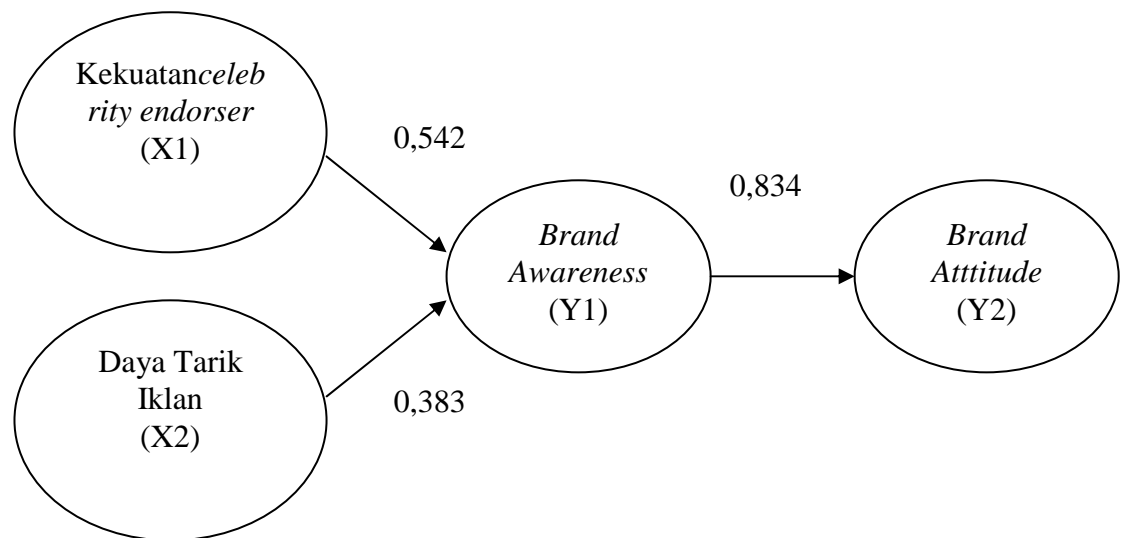 Kekuatanceleb
rity endorser
(X1)
0,542
0,834
Brand
Awareness
(Y1)
Brand
Atttitude
(Y2)
Daya Tarik
Iklan
(X2)
0,383